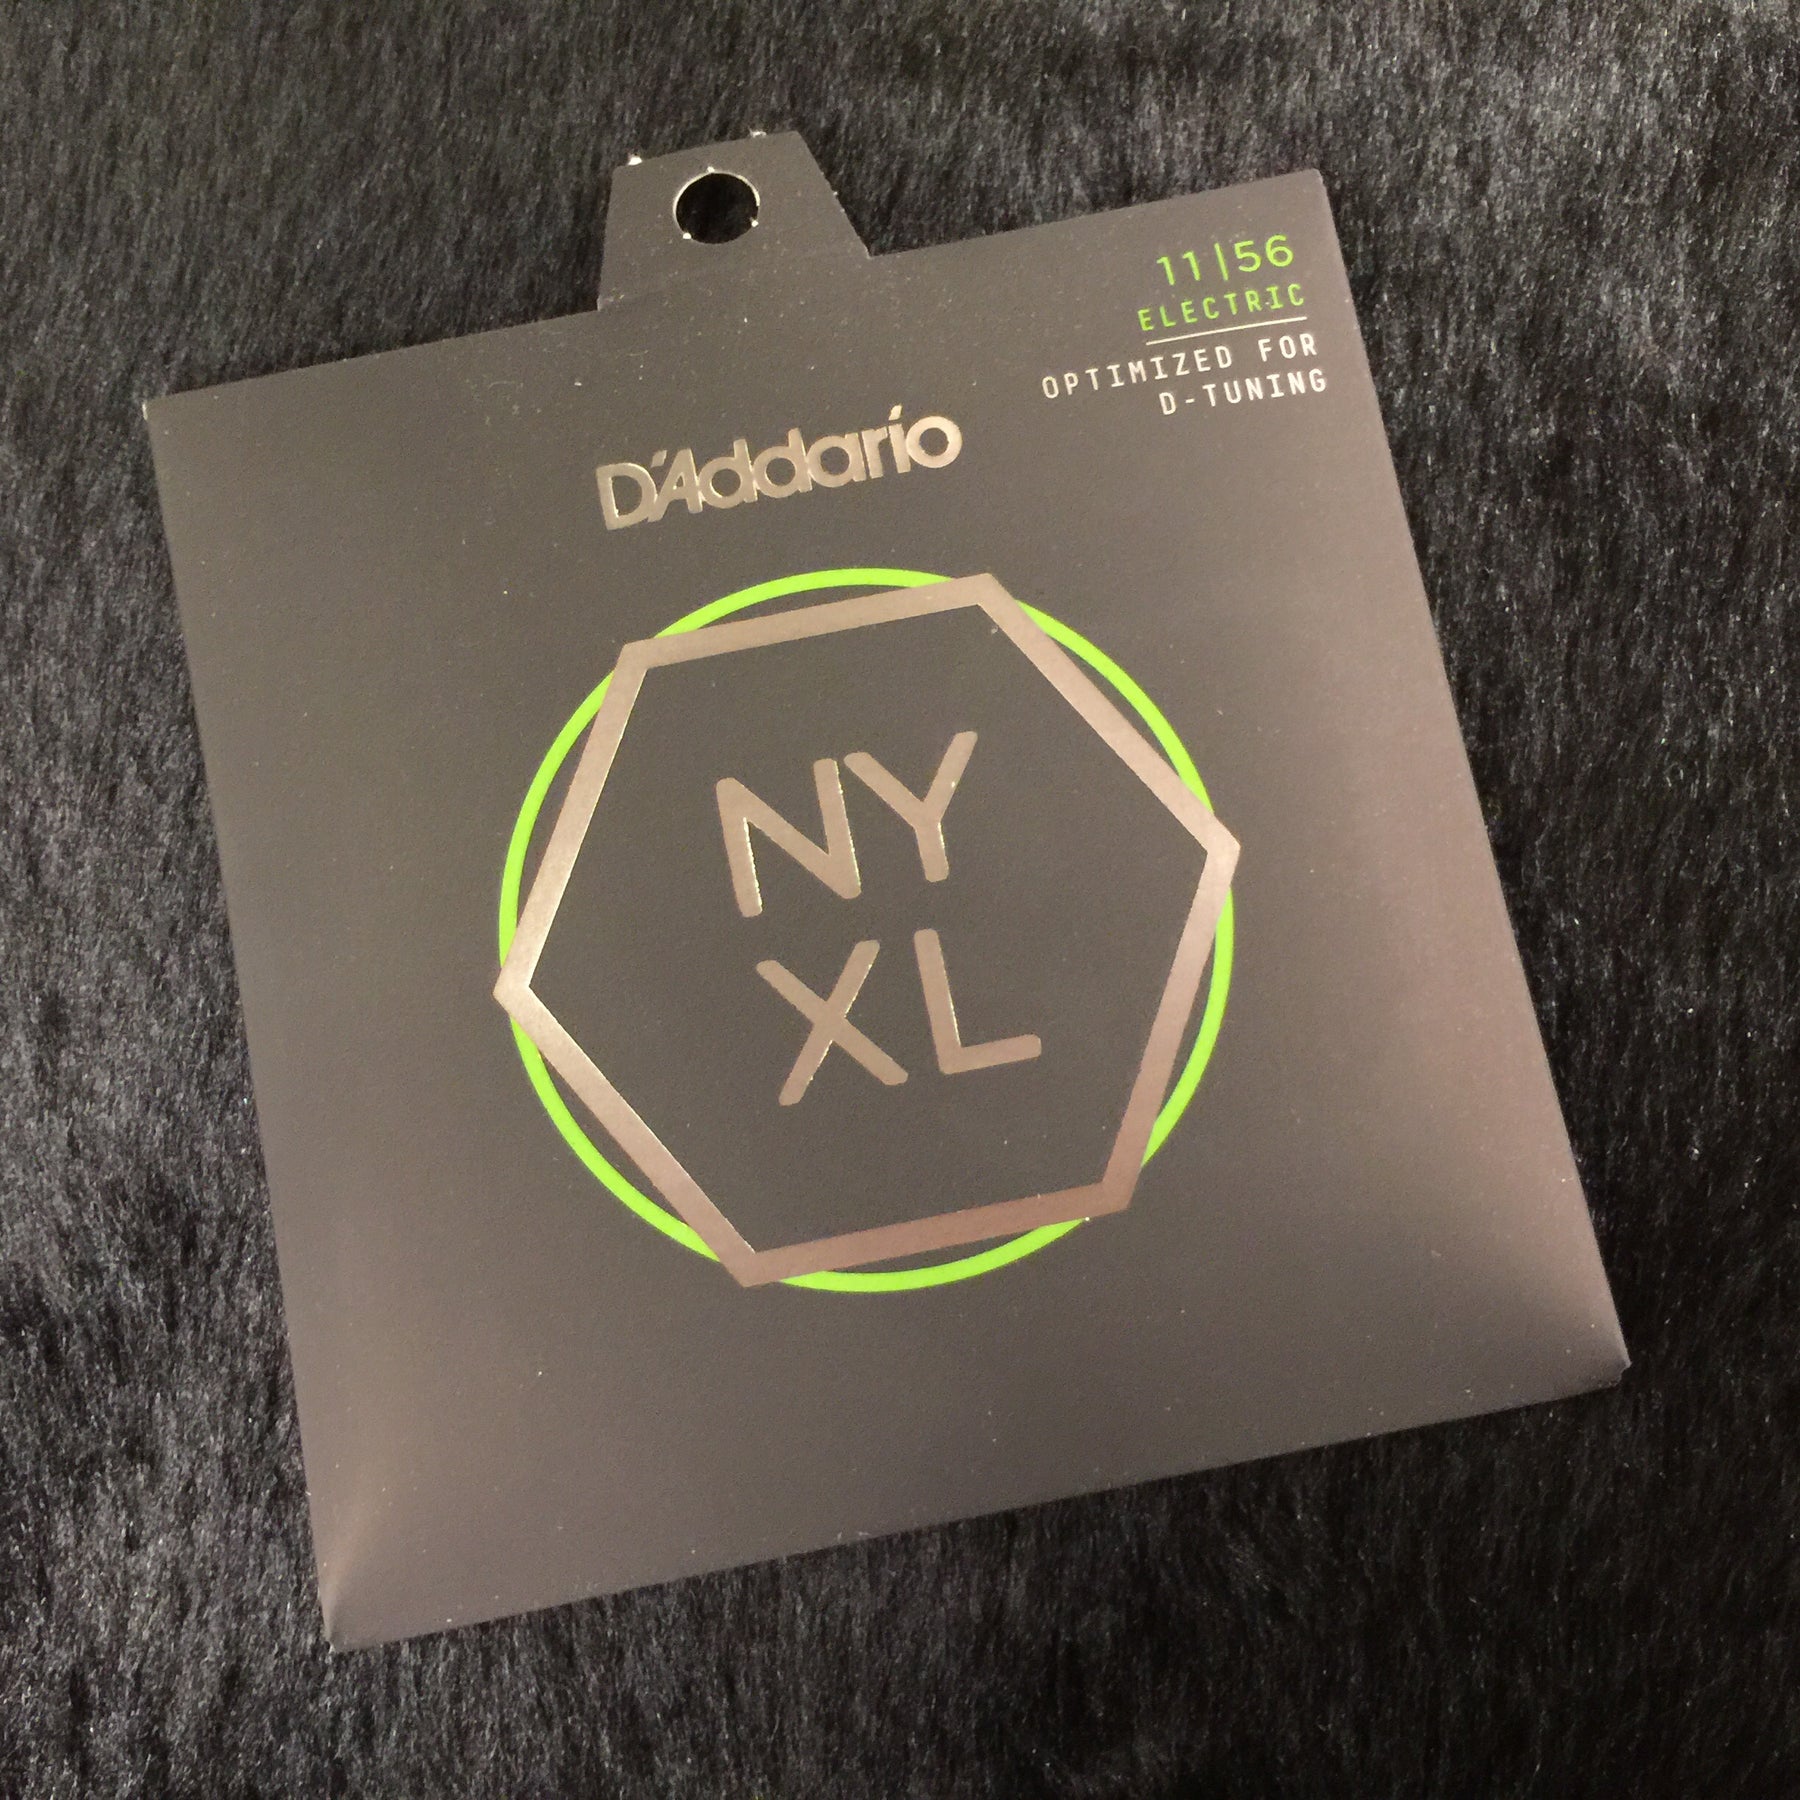 11|56
ELECTRIC
OPTIMIZED FOR
D-TUNING
D'Addario
NY
XL